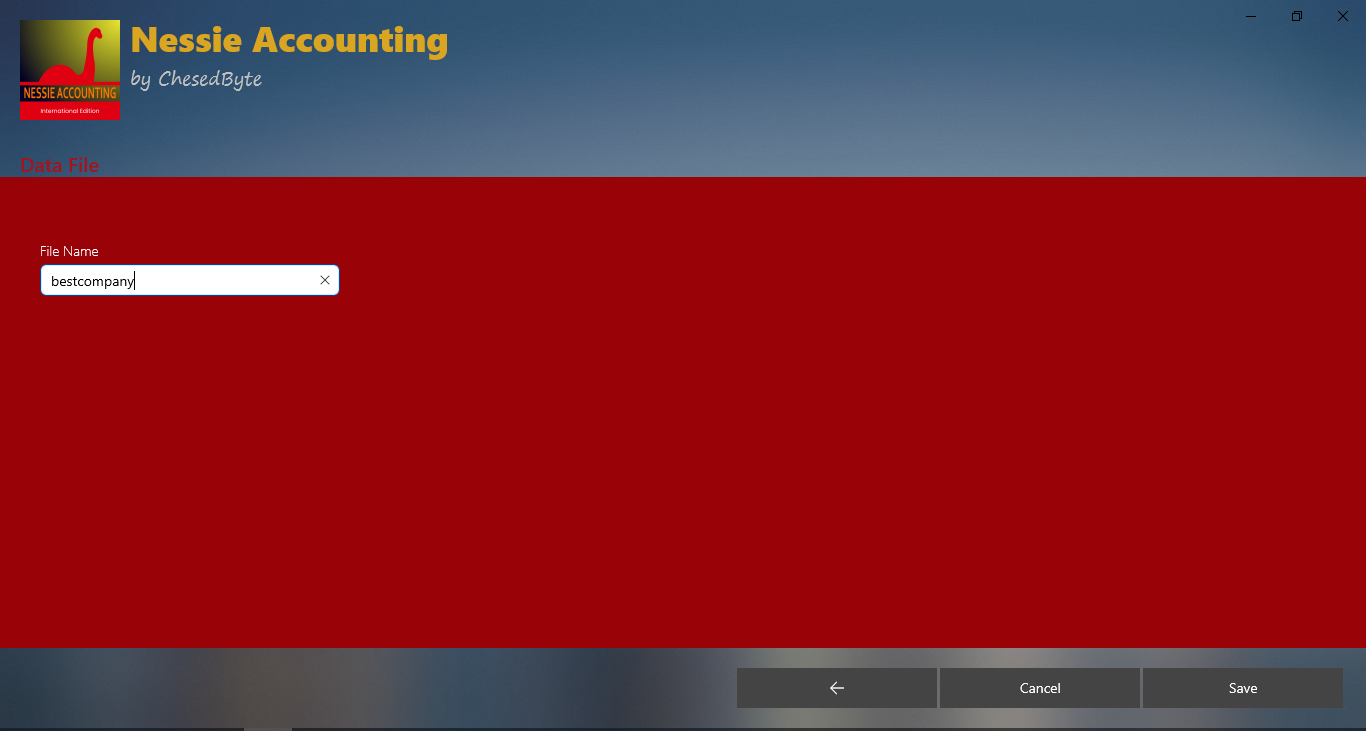 Nessie Accounting
by ChesedByte
NESSIE ACCOUNTING
International Edition
Data File
File Name
bestcompany
Cancel
Save